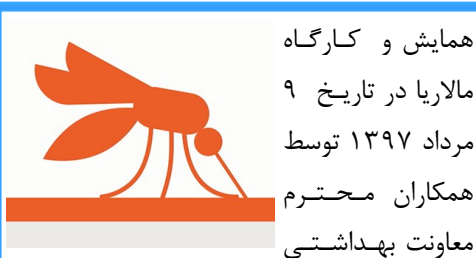 همایش و کارگاه
مالاریا در تاریخ ۹
مرداد ۱۳۹۷ توسط
همکاران محترم
معاونت بهداشتی